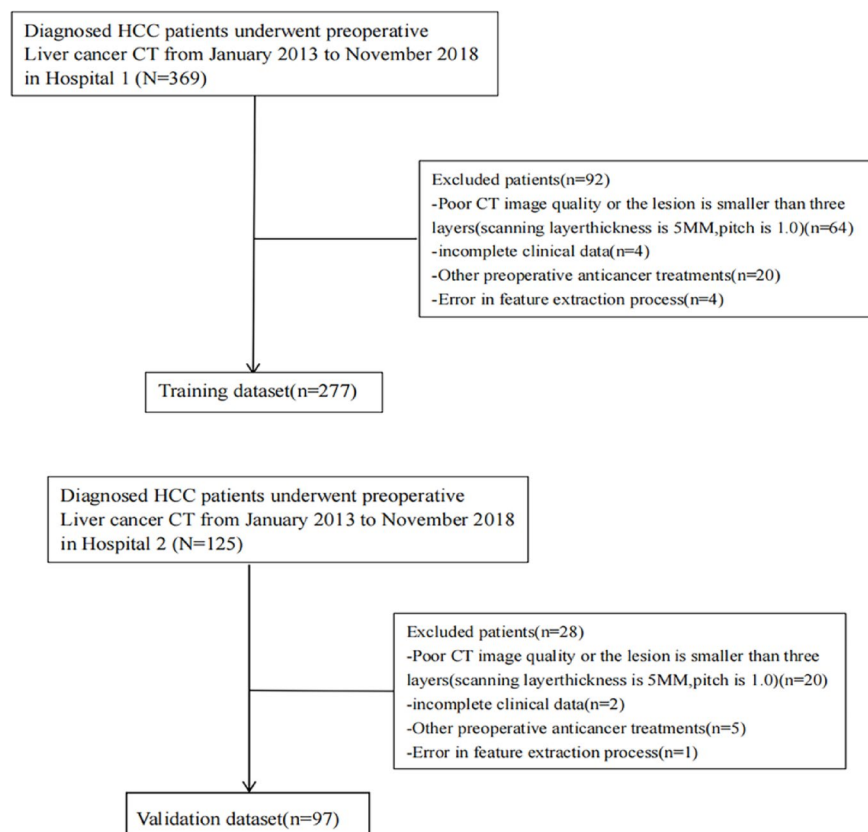 Diagnosed HCC patients underwent preoperative
Liver cancer CT from January 2013 to November 2018
in Hospital 1 (N=369)
Excluded patients(n=92)
-Poor CT image quality or the lesion is smaller than three
layers(scanning layerthickness is 5MM,pitch is 1.0)(n=64)
-incomplete clinical data(n=4)
-Other preoperative anticancer treatments(n=20)
-Error in feature extraction process(n=4)
Training dataset(n=277)
Diagnosed HCC patients underwent preoperative
Liver cancer CT from January 2013 to November 2018
in Hospital 2 (N=125)
Excluded patients(n=28)
-Poor CT image quality or the lesion is smaller than three
layers(scanning layerthickness is 5MM,pitch is 1.0)(n=20)
-incomplete clinical data(n=2)
-Other preoperative anticancer treatments(n=5)
-Error in feature extraction process(n=1)
Validation dataset(n=97)